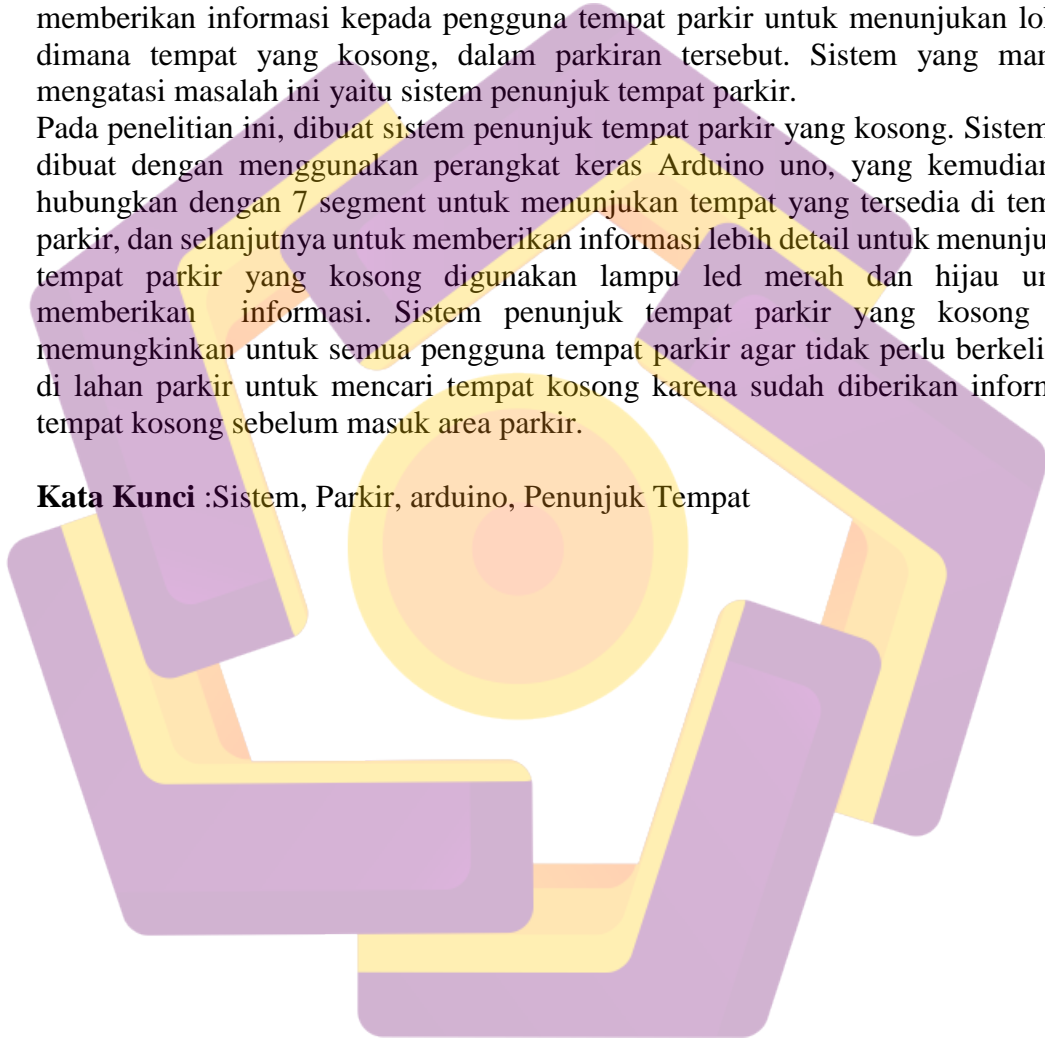 memberikan informasi kepada pengguna tempat parkir untuk menunjukan
dimana tempat yang kosong, dalam parkiran tersebut. Sistem yang
mengatasi masalah ini yaitu sistem penunjuk tempat parkir.
Pada penelitian ini, dibuat sistem penunjuk tempat parkir yang kosong. Sistem
dibuat dengan menggunakan perangkat keras Arduino uno, yang kemudian
hubungkan dengan 7 segment untuk menunjukan tempat yang tersedia di
parkir, dan selanjutnya untuk memberikan informasi lebih detail untuk
tempat parkir yang kosong digunakan lampu led merah dan hijau
memberikan informasi. Sistem penunjuk tempat parkir yang kosong
memungkinkan untuk semua pengguna tempat parkir agar tidak perlu
di lahan parkir untuk mencari tempat kosong karena sudah diberikan
tempat kosong sebelum masuk area parkir.
Kata Kunci :Sistem, Parkir, arduino, Penunjuk Tempat